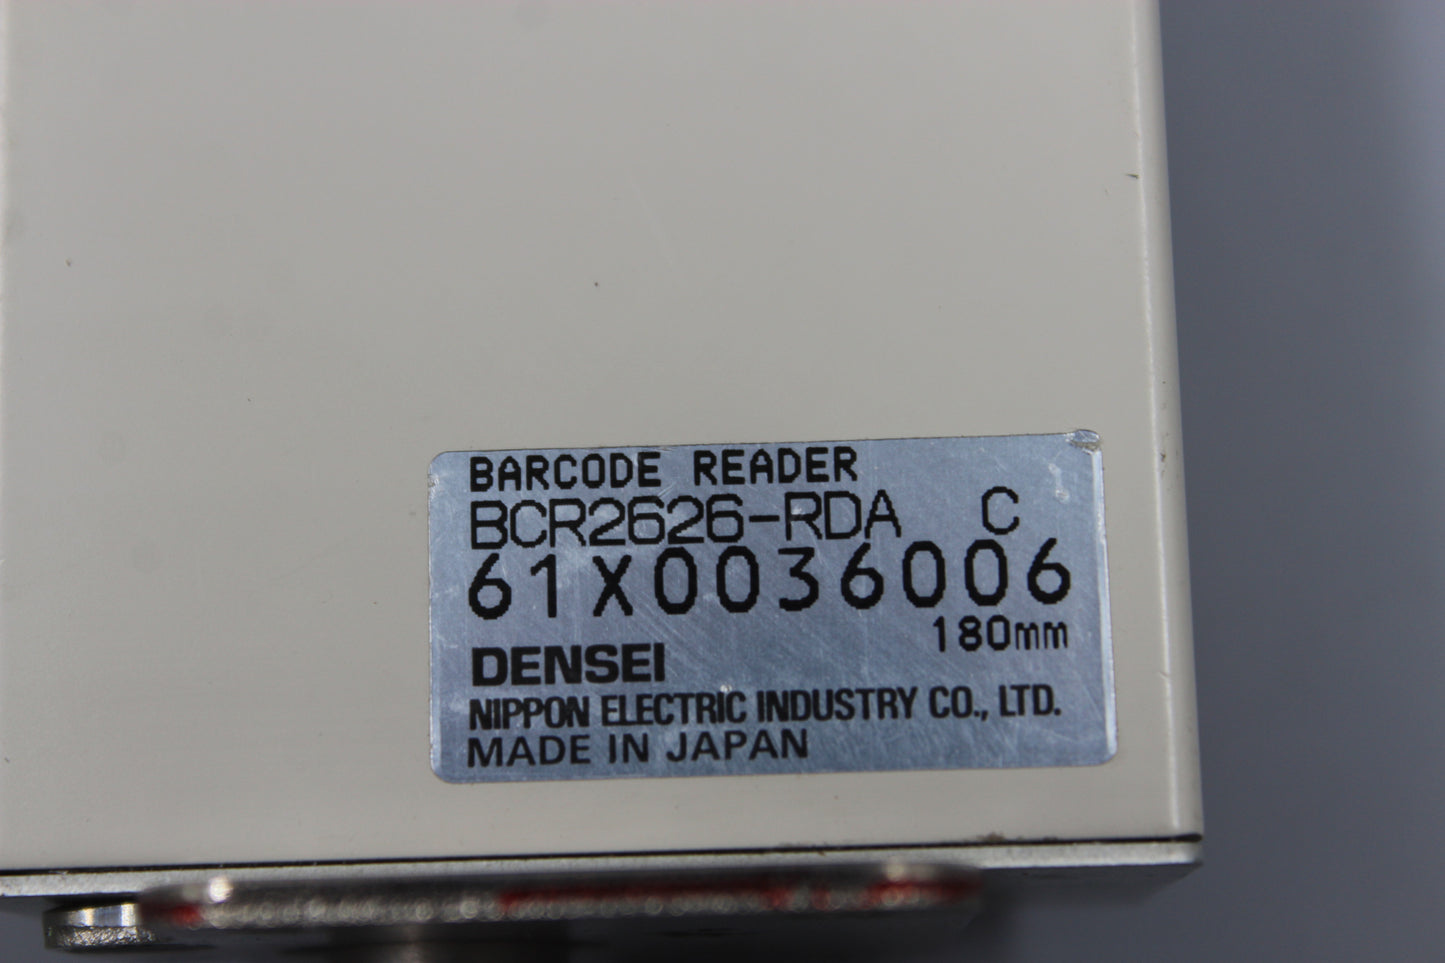 BARCODE READER
BCR2626-RDA C
61X0036006
180mm
DENSEI
NIPPON ELECTRIC INDUSTRY CO., LTD.
MADE IN JAPAN